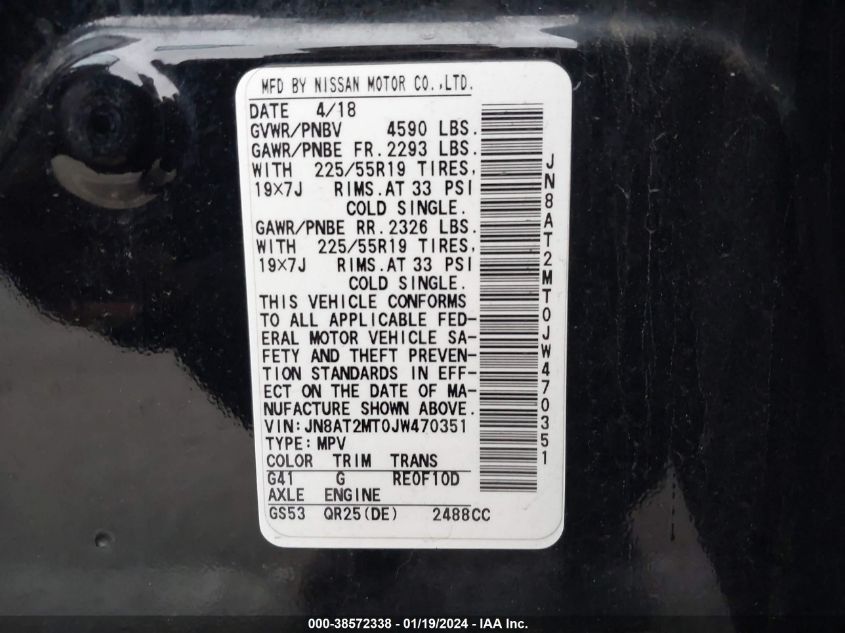 MFD BY NISSAN MOTOR CO.,LTD.
DATE 4/18
GVWR/PNBV 4590 LBS.
GAWR/PNBE FR. 2293 LBS.
WITH 225/55R19 TIRES,
19×7J RIMS.AT 33 PSI
COLD SINGLE.
GAWR/PNBE RR. 2326 LBS.
WITH 225/55R19 TIRES,
19×7J RIMS.AT 33 PSI
COLD SINGLE.
THIS VEHICLE CONFORMS
TO ALL APPLICABLE FED-
ERAL MOTOR VEHICLE SA-
FETY AND THEFT PREVEN-
TION STANDARDS IN EFF-
ECT ON THE DATE OF MA-
NUFACTURE SHOWN ABOVE.
VIN:JN8AT2MT0JW470351
TYPE:MPV
COLOR TRIM TRANS
G41 G RE0F10D
AXLE ENGINE
GS53 QR25(DE) 2488CC
JN8AT2MT0JW470351
000-38572338 - 01/19/2024 - IAA Inc.